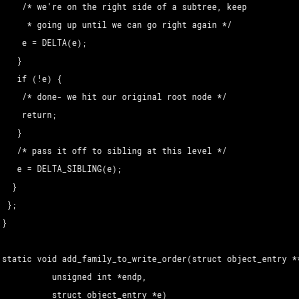 /* we're on the right side of a subtree, keep
* going up until we can go right again */
e = DELTA(e);
}
if (!e) {
/* done- we hit our original root node */
return;
}
/* pass it off to sibling at this level */
e = DELTA_SIBLING(e);
}
};
}
static void add_family_to_write_order(struct object_entry *
unsigned int *endp,
struct object_entry *e)